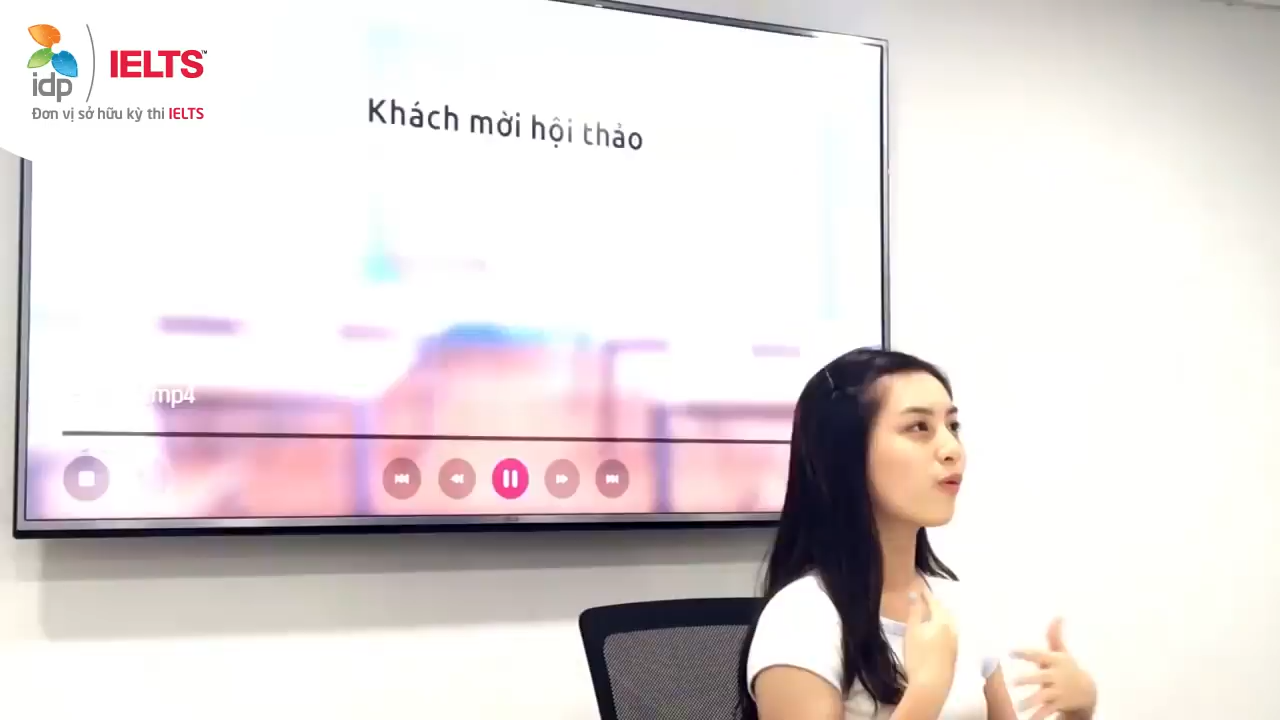 idp
IELTS™
Đơn vị sở hữu kỳ thi IELTS
Khách mời hội thảo
.mp4